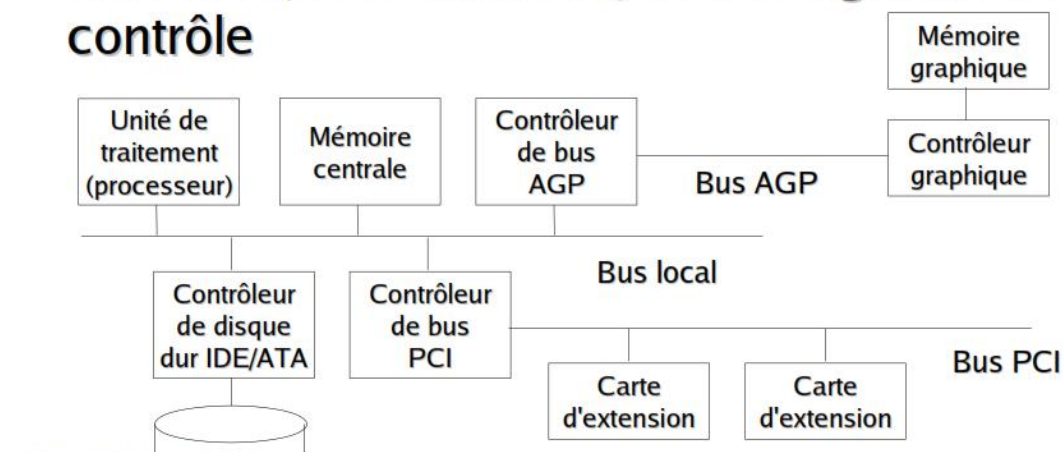 contrôle
Mémoire
graphique
Unité de
traitement
(processeur)
Mémoire
centrale
Contrôleur
de bus
AGP
Bus AGP
Contrôleur
graphique
Bus local
Contrôleur
de disque
dur IDE/ATA
Contrôleur
de bus
PCI
Bus PCI
Carte
d'extension
Carte
d'extension